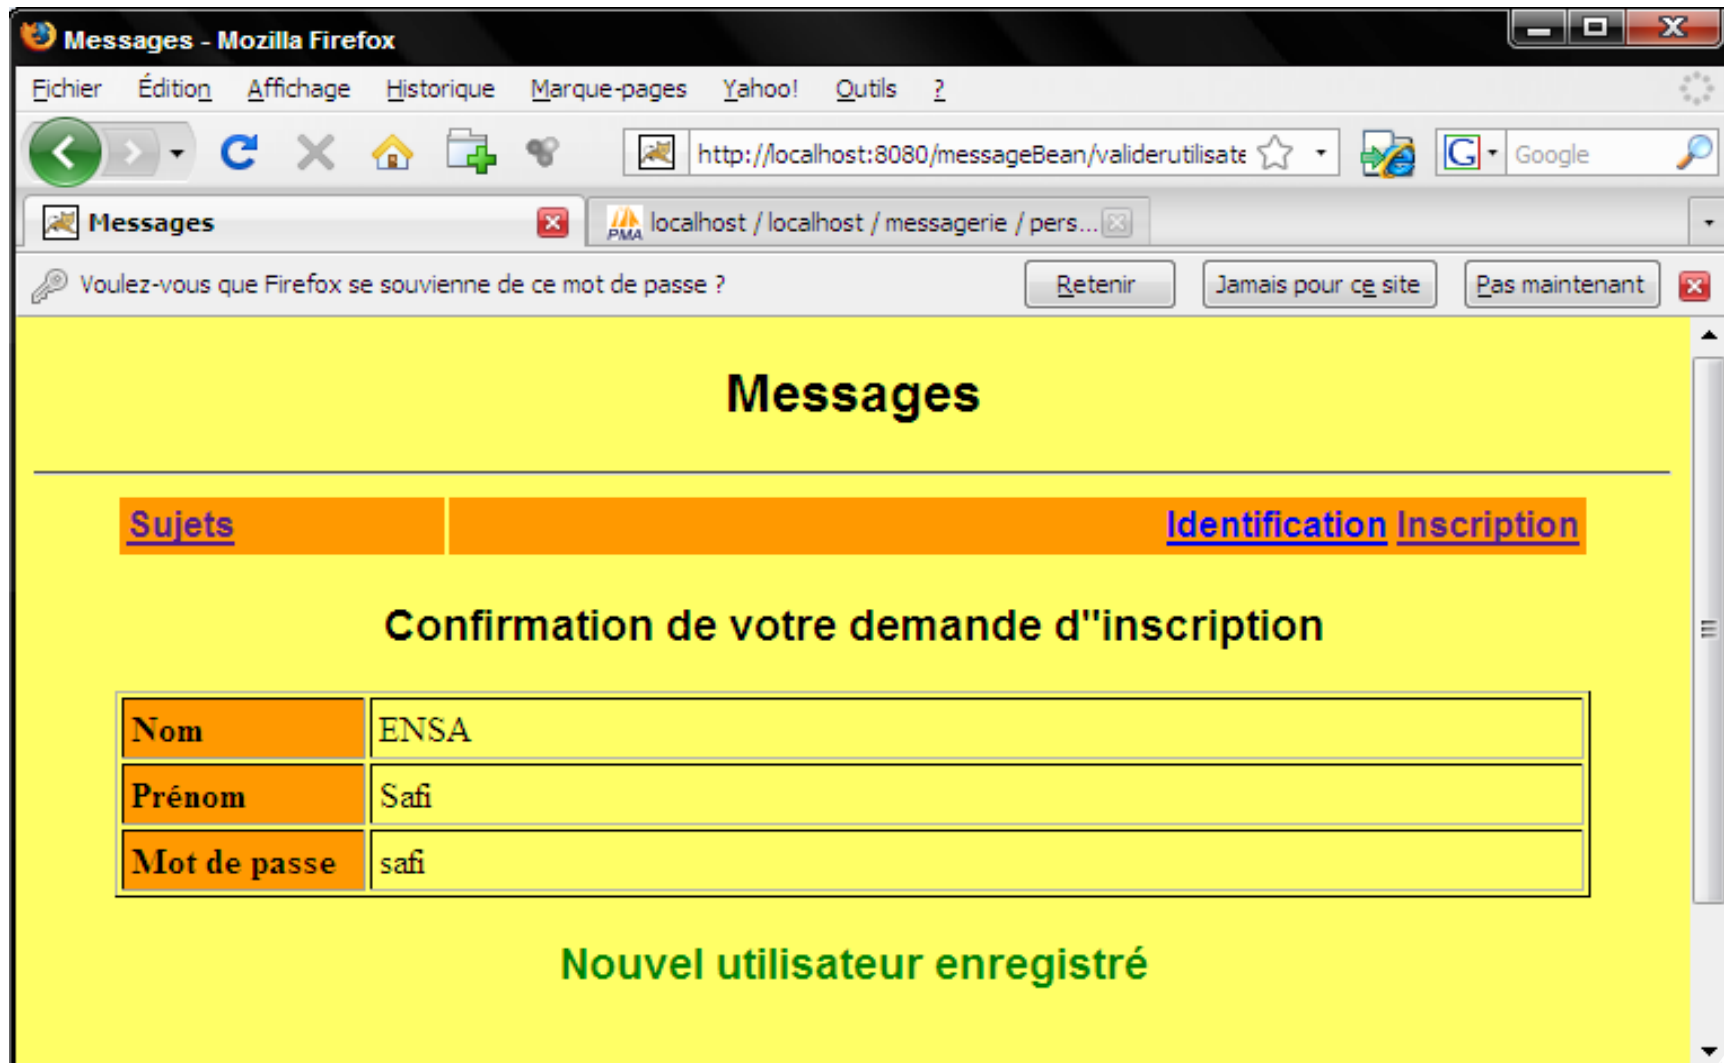 Messages - Mozilla Firefox
Fichier Édition Affichage Historique Marque-pages Yahoo! Outils ?
http://localhost:8080/messageBean/validerutilisate G Google
Messages PMA localhost / localhost / messagerie / pers...
Voulez-vous que Firefox se souvienne de ce mot de passe ? Retenir Jamais pour ce site Pas maintenant
Messages
Sujets Identification Inscription
Confirmation de votre demande d''inscription
Nom ENSA
Prénom Safi
Mot de passe safi
Nouvel utilisateur enregistré